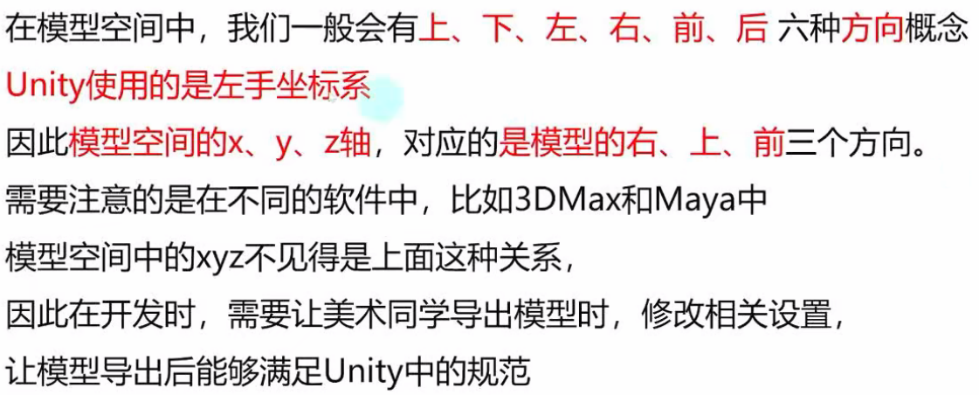 在模型空间中，我们一般会有上、下、左、右、前、后 六种方向概念
Unity使用的是左手坐标系
因此模型空间的x、y、z轴，对应的是模型的右、上、前三个方向。
需要注意的是在不同的软件中，比如3DMax和Maya中
模型空间中的xyz不见得是上面这种关系，
因此在开发时，需要让美术同学导出模型时，修改相关设置，
让模型导出后能够满足Unity中的规范